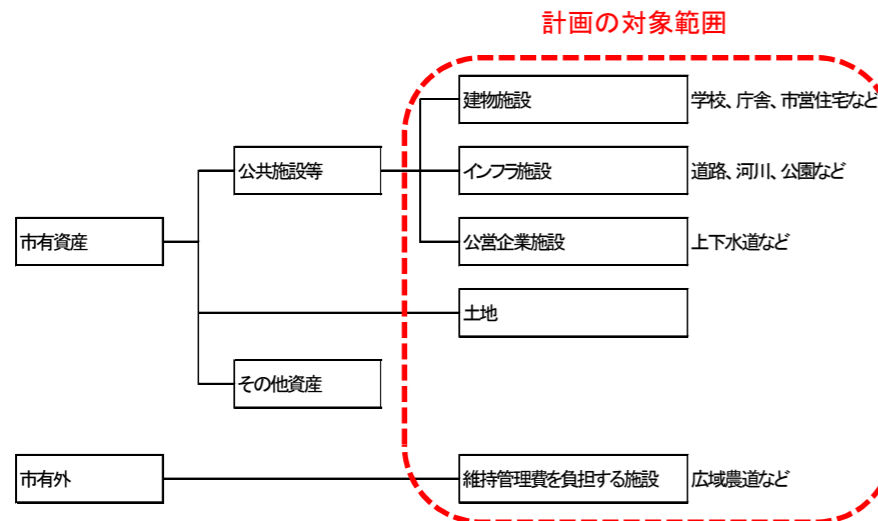 計画の対象範囲
建物施設
学校、庁舎、市営住宅など
公共施設等
インフラ施設
道路、河川、公園など
市有資産
公営企業施設
上下水道など
土地
その他資産
市有外
維持管理費を負担する施設
広域農道など